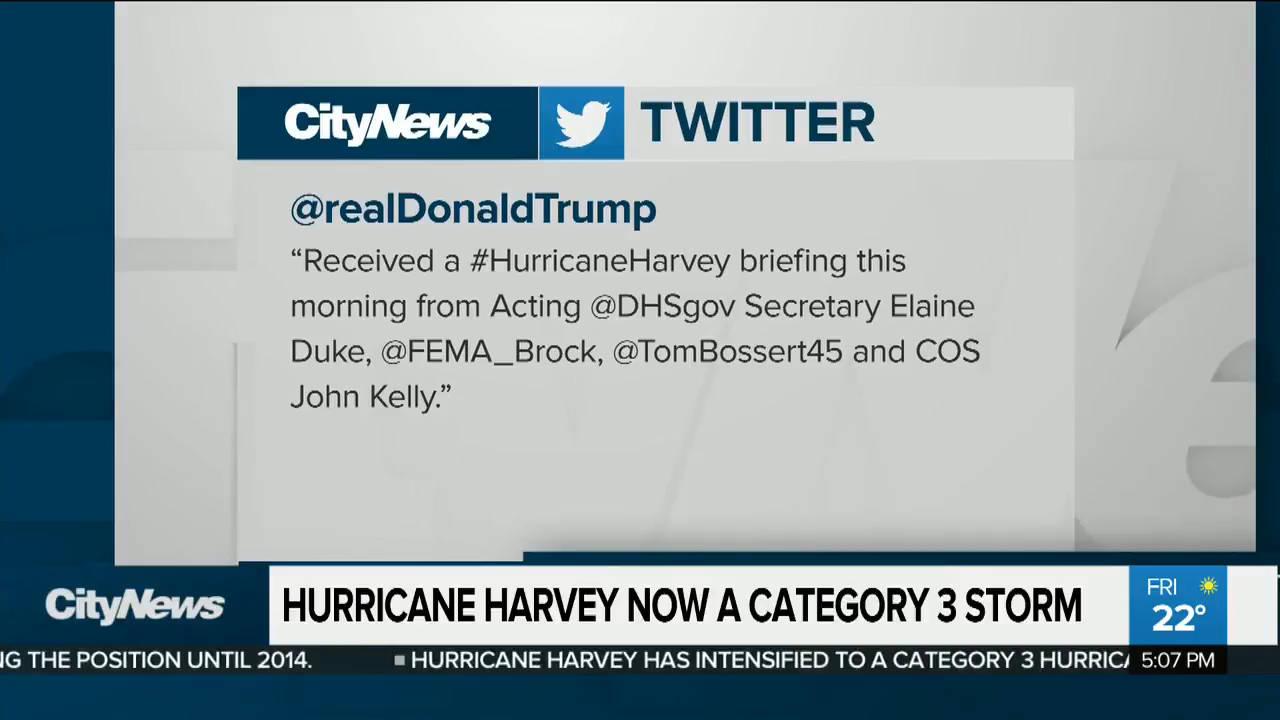 CityNews TWITTER
@realDonaldTrump
“Received a #HurricaneHarvey briefing this
morning from Acting @DHSgov Secretary Elaine
Duke, @FEMA_Brock, @TomBossert45 and COS
John Kelly.”
CityNews HURRICANE HARVEY NOW A CATEGORY 3 STORM
FRI
22°
THE POSITION UNTIL 2014. ■ HURRICANE HARVEY HAS INTENSIFIED TO A CATEGORY 3 5:07 PM